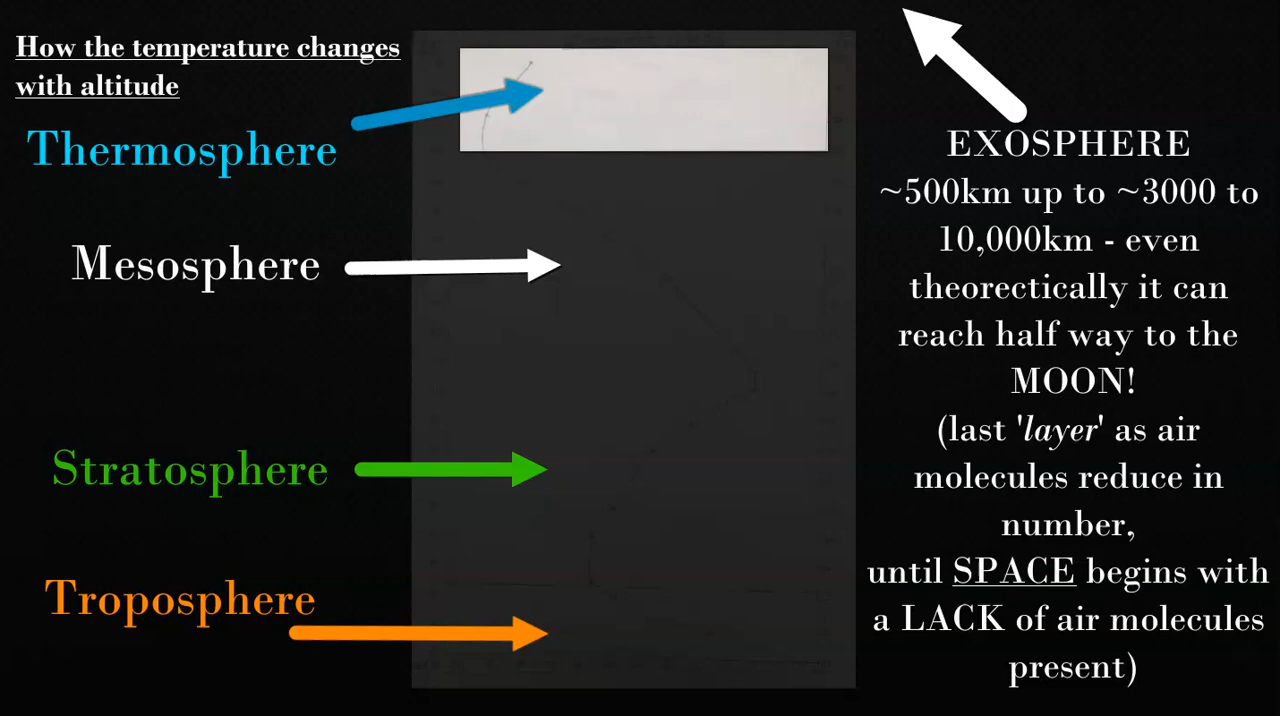 How the temperature changes
with altitude
Thermosphere
Mesosphere
Stratosphere
Troposphere
EXOSPHERE
~500km up to ~3000 to
10,000km - even
theorectically it can
reach half way to the
MOON!
(last 'layer' as air
molecules reduce in
number,
until SPACE begins with
a LACK of air molecules
present)